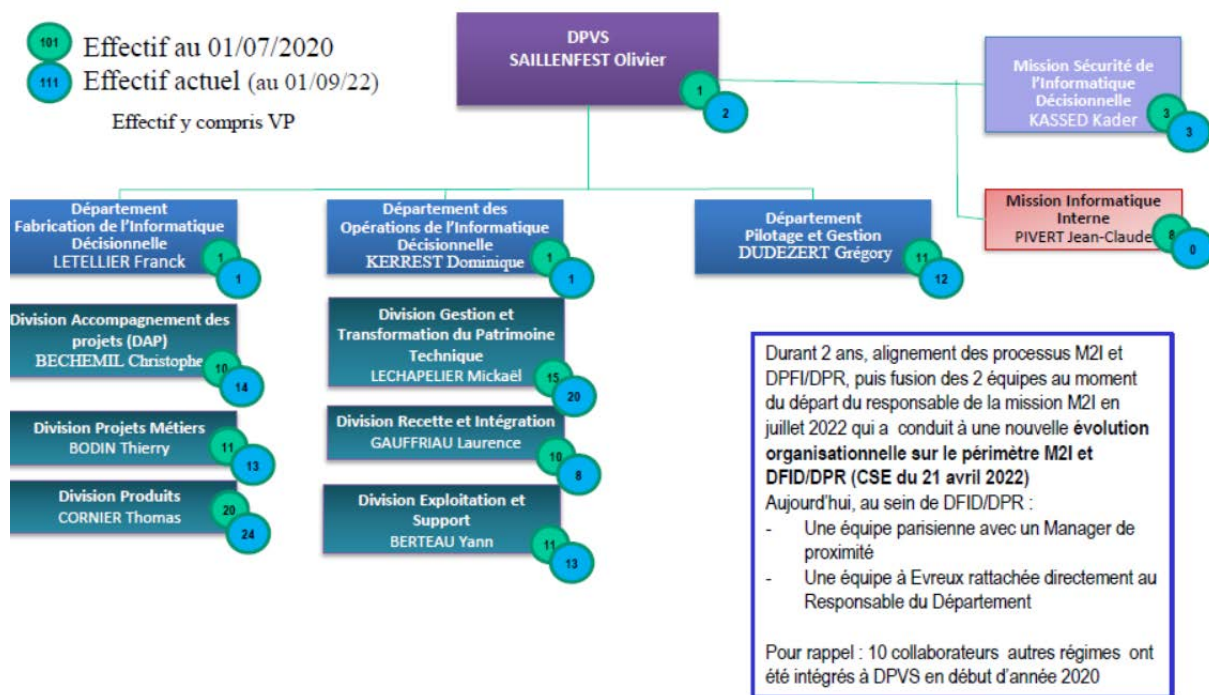 101 Effectif au 01/07/2020
111 Effectif actuel (au 01/09/22)
Effectif y compris VP
DPVS
SAILLENFEST Olivier
1
2
Mission Sécurité de
l'Informatique
Décisionnelle
KASSED Kader
3
3
Mission Informatique
Interne
PIVERT Jean-Claude
8
0
Département
Fabrication de l'Informatique
Décisionnelle
LETELLIER Franck
1
1
Division Accompagnement des
projets (DAP)
BECHEMIL Christophe
10
14
Division Projets Métiers
BODIN Thierry
11
13
Division Produits
CORNIER Thomas
20
24
Département des
Opérations de l'Informatique
Décisionnelle
KERREST Dominique
1
1
Division Gestion et
Transformation du Patrimoine
Technique
LECHAPELIER Mickaël
15
20
Division Recette et Intégration
GAUFFRIAU Laurence
10
8
Division Exploitation et
Support
BERTEAU Yann
11
13
Département
Pilotage et Gestion
DUDEZERT Grégory
11
12
Durant 2 ans, alignement des processus M2I et
DPFI/DPR, puis fusion des 2 équipes au moment
du départ du responsable de la mission M2I en
juillet 2022 qui a conduit à une nouvelle évolution
organisationnelle sur le périmètre M2I et
DFID/DPR (CSE du 21 avril 2022)
Aujourd'hui, au sein de DFID/DPR :
- Une équipe parisienne avec un Manager de
proximité
- Une équipe à Evreux rattachée directement au
Responsable du Département
Pour rappel : 10 collaborateurs autres régimes ont
été intégrés à DPVS en début d'année 2020